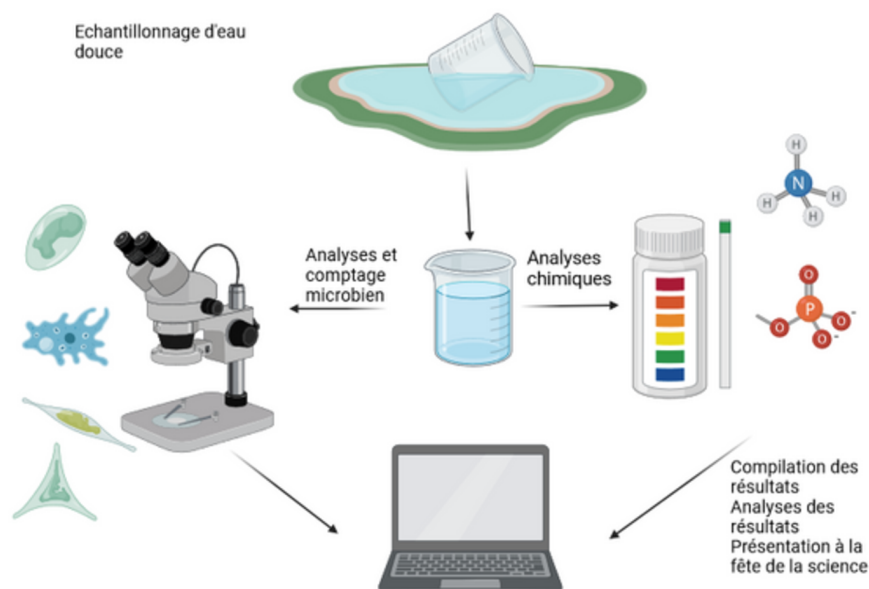 Echantillonnage d'eau
douce
Analyses et
comptage
microbien
Analyses
chimiques
H
N
H
H
H
O
P
O
O-
O-
Compilation des
résultats
Analyses des
résultats
Présentation à la
fête de la science